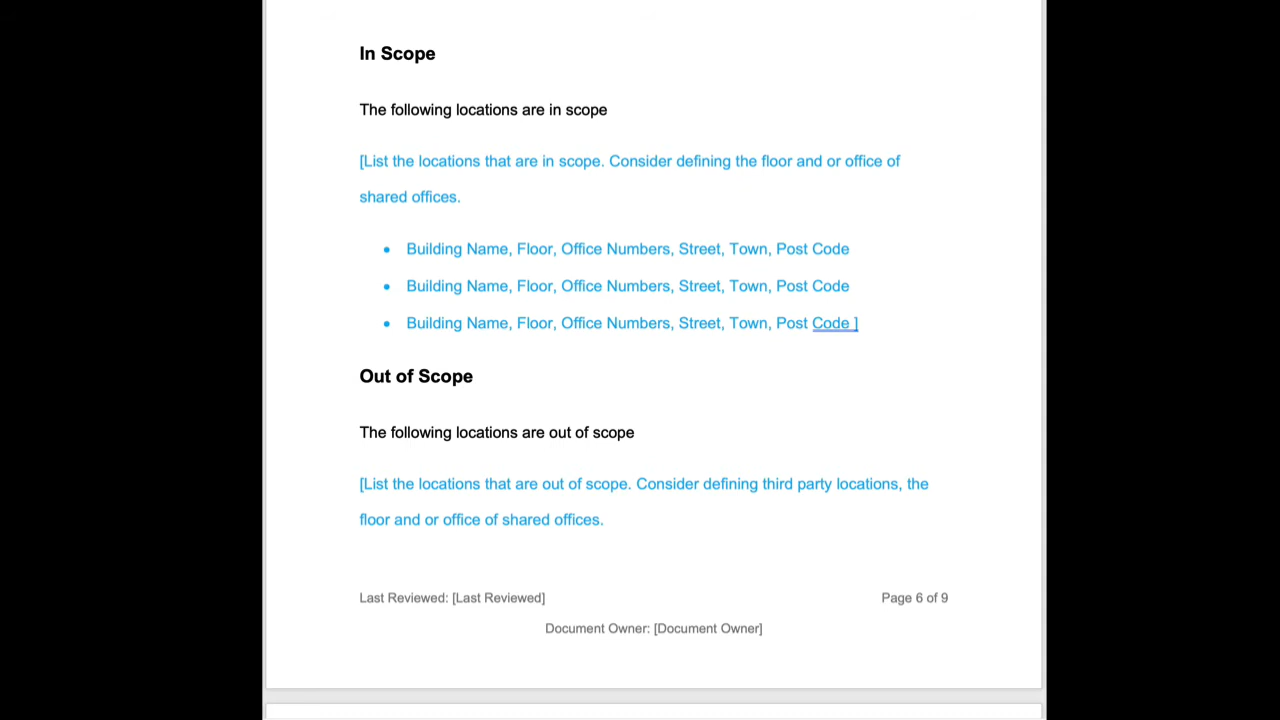 In Scope
The following locations are in scope
[List the locations that are in scope. Consider defining the floor and or office of
shared offices.
• Building Name, Floor, Office Numbers, Street, Town, Post Code
• Building Name, Floor, Office Numbers, Street, Town, Post Code
• Building Name, Floor, Office Numbers, Street, Town, Post Code ]
Out of Scope
The following locations are out of scope
[List the locations that are out of scope. Consider defining third party locations, the
floor and or office of shared offices.
Last Reviewed: [Last Reviewed] Page 6 of 9
Document Owner: [Document Owner]